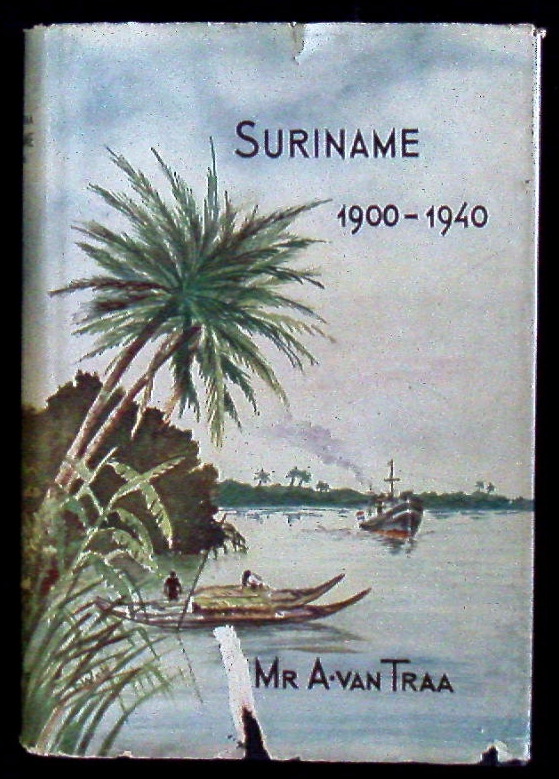 SURINAME
1900-1940
MR A·VAN TRAA